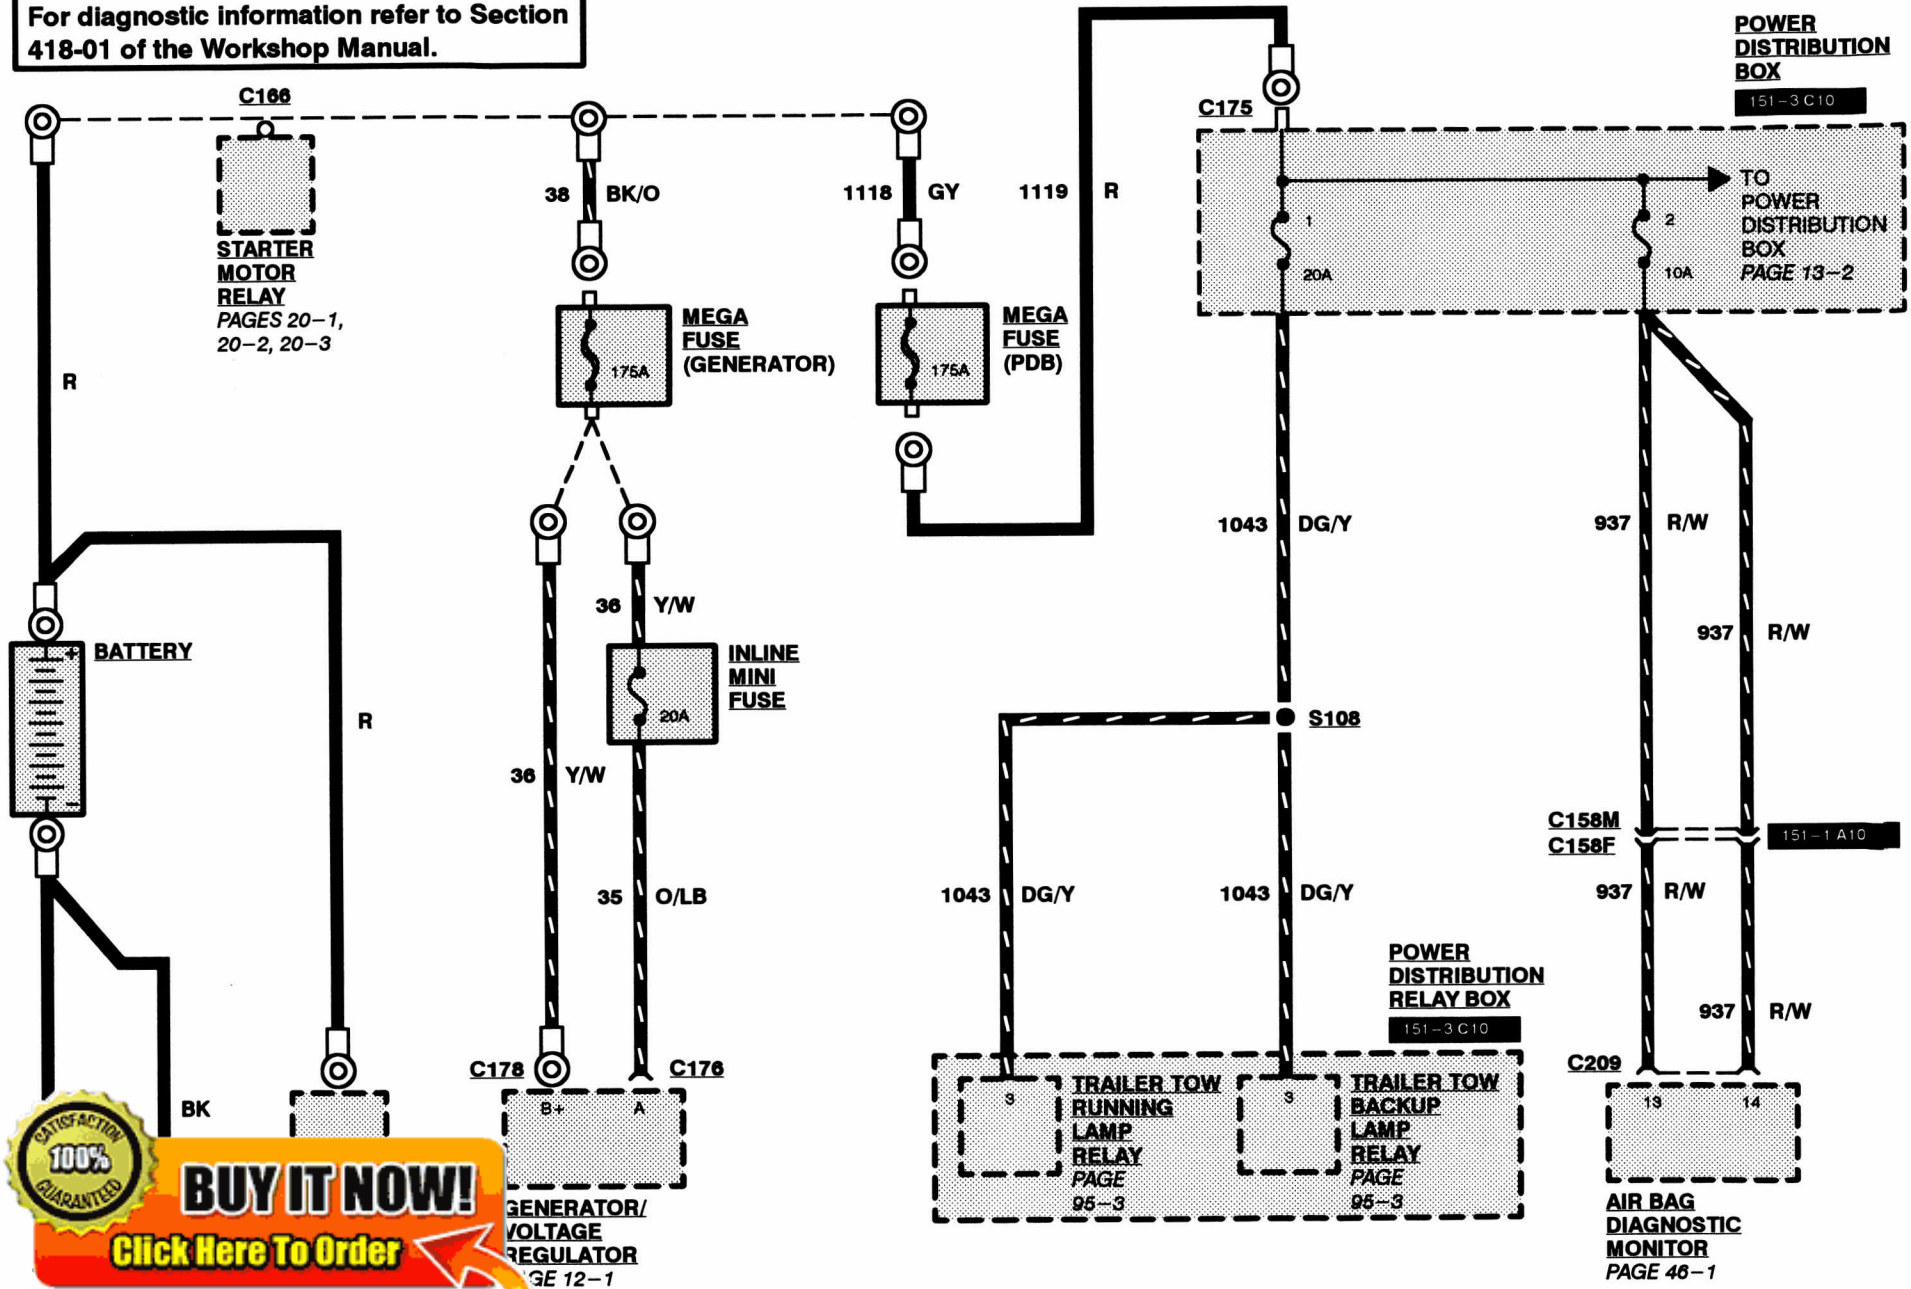 For diagnostic information refer to Section
418-01 of the Workshop Manual.
C166
STARTER
MOTOR
RELAY
PAGES 20-1,
20-2, 20-3
R
38 BK/O
1118 GY
1119 R
MEGA
FUSE
(GENERATOR)
175A
MEGA
FUSE
(PDB)
175A
C175
POWER
DISTRIBUTION
BOX
151-3 C10
1
20A
2
10A
TO
POWER
DISTRIBUTION
BOX
PAGE 13-2
BATTERY
+
-
R
36 Y/W
INLINE
MINI
FUSE
20A
36 Y/W
35 O/LB
1043 DG/Y
937 R/W
937 R/W
S108
C158M
C158F
151-1 A10
1043 DG/Y
1043 DG/Y
937 R/W
937 R/W
POWER
DISTRIBUTION
RELAY BOX
151-3 C10
C178
C176
B+
A
BK
GENERATOR/
VOLTAGE
REGULATOR
GE 12-1
3
TRAILER TOW
RUNNING
LAMP
RELAY
PAGE
95-3
3
TRAILER TOW
BACKUP
LAMP
RELAY
PAGE
95-3
C209
13
14
AIR BAG
DIAGNOSTIC
MONITOR
PAGE 46-1
SATISFACTION
100%
GUARANTEED
BUY IT NOW!
Click Here To Order